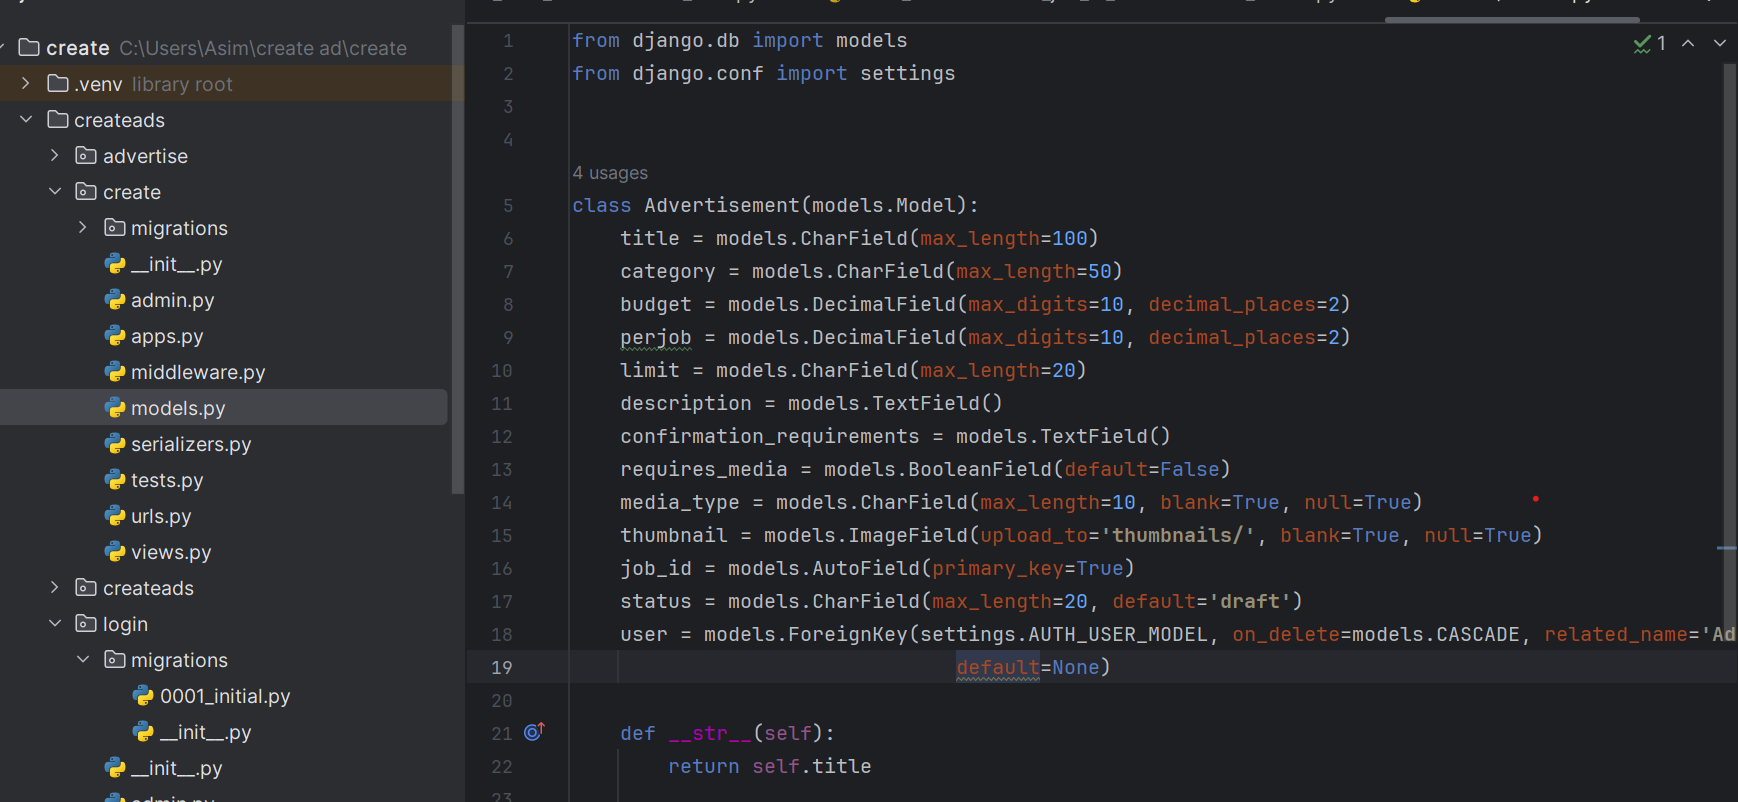 create C:\Users\Asim\create ad\create
.venv library root
createads
advertise
create
migrations
__init__.py
admin.py
apps.py
middleware.py
models.py
serializers.py
tests.py
urls.py
views.py
createads
login
migrations
0001_initial.py
__init__.py
__init__.py
admin.py
1
1 from django.db import models
2 from django.conf import settings
3
4
4 usages
5 class Advertisement(models.Model):
6 title = models.CharField(max_length=100)
7 category = models.CharField(max_length=50)
8 budget = models.DecimalField(max_digits=10, decimal_places=2)
9 perjob = models.DecimalField(max_digits=10, decimal_places=2)
10 limit = models.CharField(max_length=20)
11 description = models.TextField()
12 confirmation_requirements = models.TextField()
13 requires_media = models.BooleanField(default=False)
14 media_type = models.CharField(max_length=10, blank=True, null=True)
15 thumbnail = models.ImageField(upload_to='thumbnails/', blank=True, null=True)
16 job_id = models.AutoField(primary_key=True)
17 status = models.CharField(max_length=20, default='draft')
18 user = models.ForeignKey(settings.AUTH_USER_MODEL, on_delete=models.CASCADE, related_name='Ad
19 default=None)
20
21 def __str__(self):
22 return self.title
23